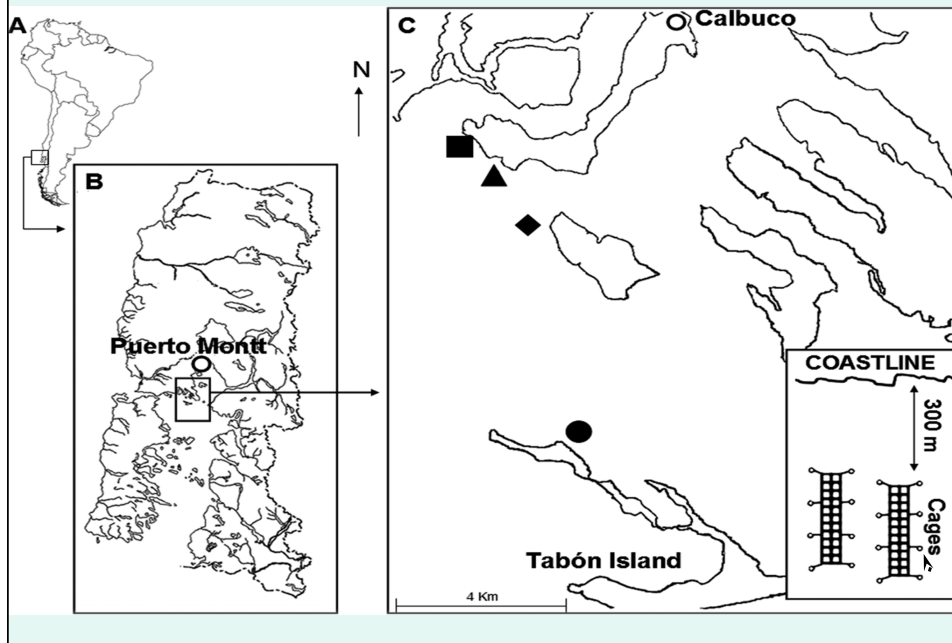 A
N
B
Puerto Montt
C
Calbuco
Tabón Island
4 Km
COASTLINE
300 m
Cages